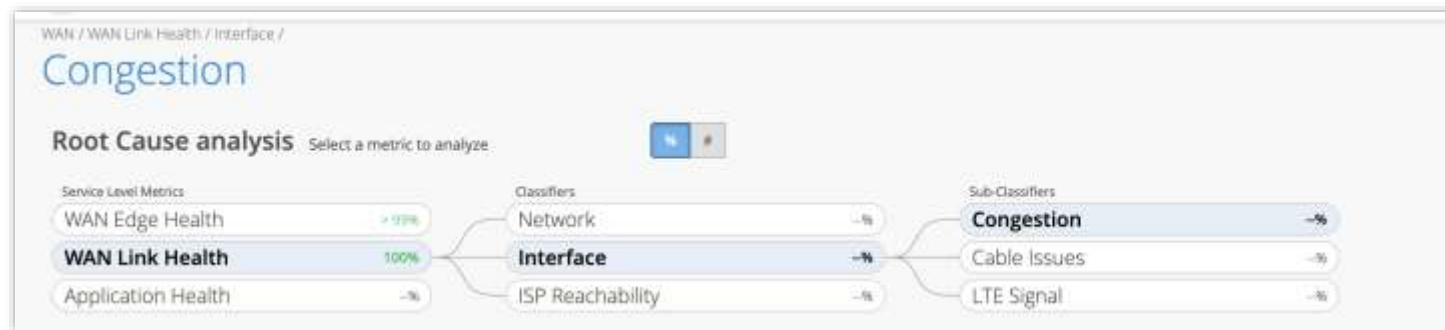 WAN / WAN Link Health / Interface /
Congestion
Root Cause analysis Select a metric to analyze % #
Service Level Metrics Classifiers Sub-Classifiers
WAN Edge Health > 99% Network --% Congestion --%
WAN Link Health 100% Interface --% Cable Issues --%
Application Health --% ISP Reachability --% LTE Signal --%